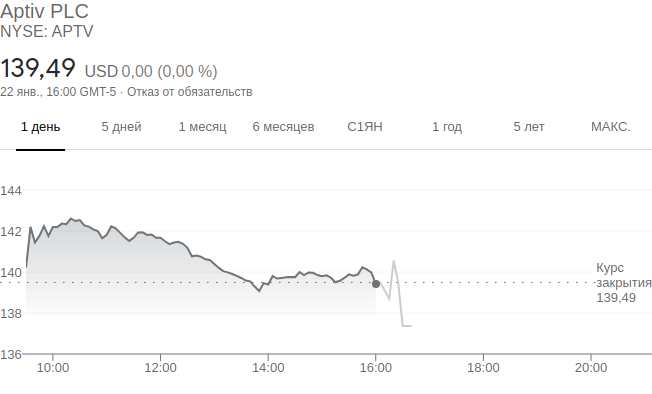 Aptiv PLC
NYSE: APTV
139,49 USD 0,00 (0,00 %)
22 янв., 16:00 GMT-5 · Отказ от обязательств
1 день 5 дней 1 месяц 6 месяцев С1ЯН 1 год 5 лет МАКС.
144
142
140
138
136
Курс
закрытия
139,49
10:00 12:00 14:00 16:00 18:00 20:00